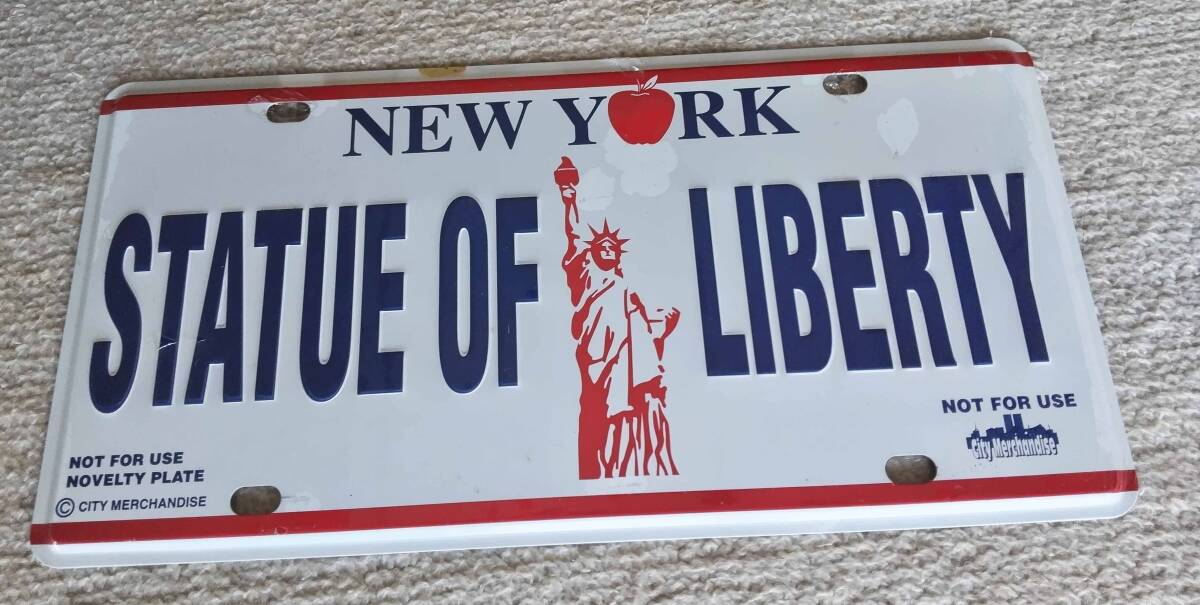 NEW YORK
STATUE OF LIBERTY
NOT FOR USE
NOVELTY PLATE
© CITY MERCHANDISE
NOT FOR USE
City Merchandise